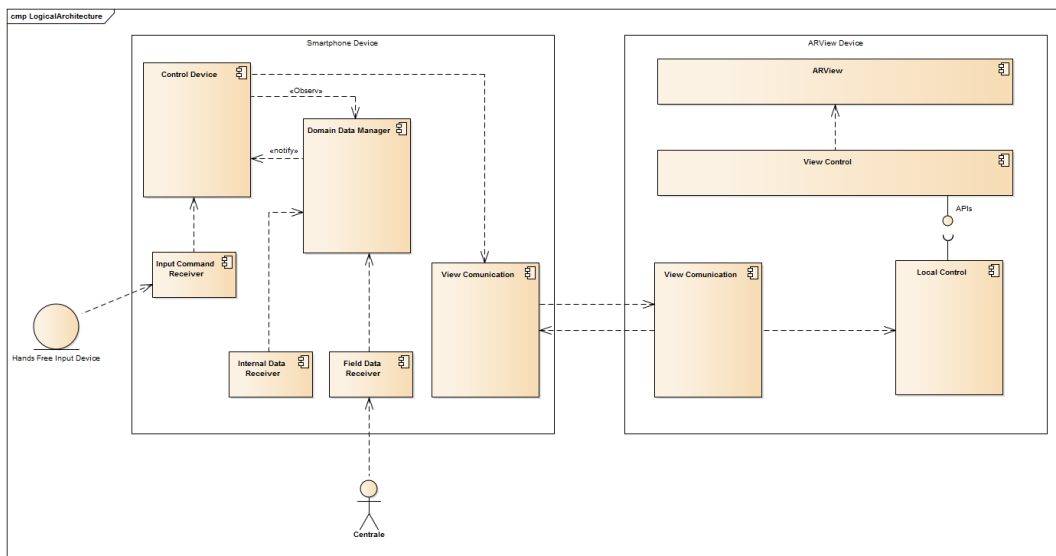 cmp LogicalArchitecture
Smartphone Device
ARView Device
Control Device
«Observ»
Domain Data Manager
«notify»
Input Command
Receiver
Hands Free Input Device
Internal Data
Receiver
Field Data
Receiver
View Comunication
Centrale
ARView
View Control
APIs
View Comunication
Local Control